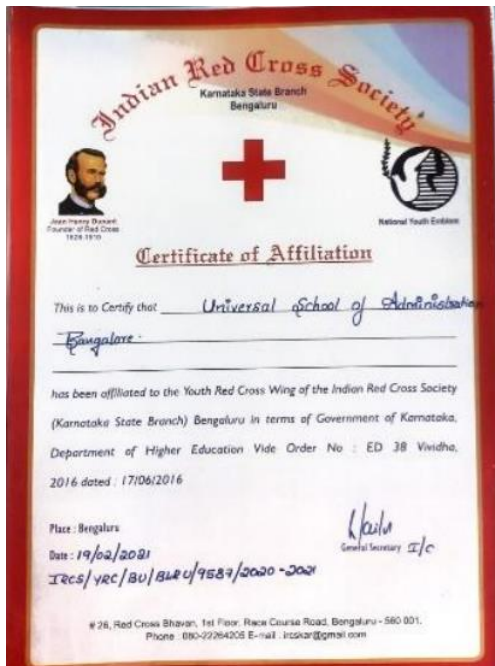 Indian Red Cross Society
Karnataka State Branch
Bengaluru
Jean Henry Dunant
Founder of Red Cross
1828-1910
National Youth Emblem
Certificate of Affiliation
This is to Certify that Universal School of Administration
Bangalore.
has been affiliated to the Youth Red Cross Wing of the Indian Red Cross Society
(Karnataka State Branch) Bengaluru in terms of Government of Karnataka,
Department of Higher Education Vide Order No : ED 38 Vividha,
2016 dated : 17/06/2016
Place : Bengaluru
Date : 19/02/2021
General Secretary I/C
IRCS/YRC/BU/BLRU/9587/2020-2021
# 26, Red Cross Bhavan, 1st Floor, Race Course Road, Bengaluru - 560 001.
Phone : 080-22264205 E-mail : ircskar@gmail.com